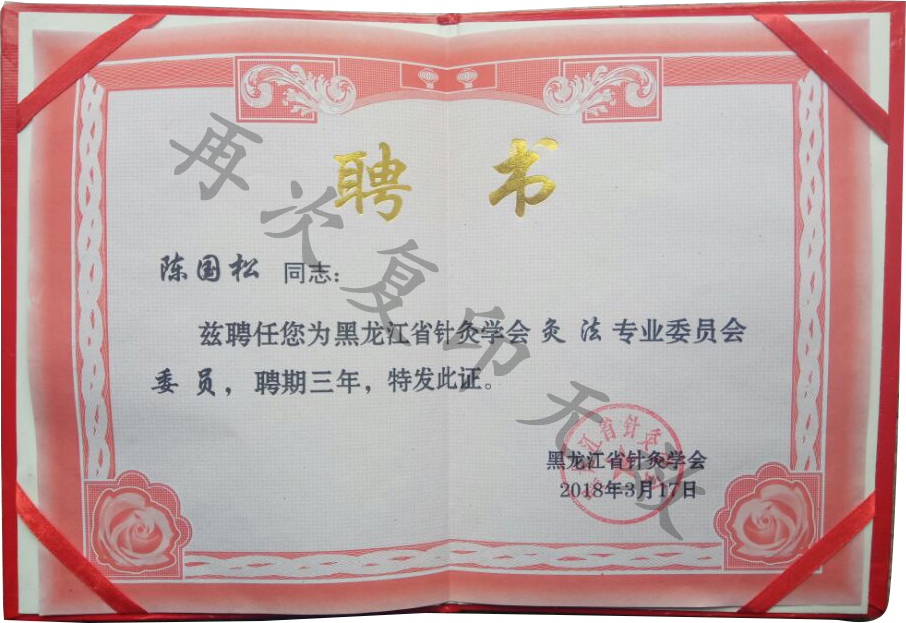 聘 书
陈国松 同志：
兹聘任您为黑龙江省针灸学会 灸 法 专业委员会
委 员，聘期三年，特发此证。
黑龙江省针灸学会
2018年3月17日
再次复印无效